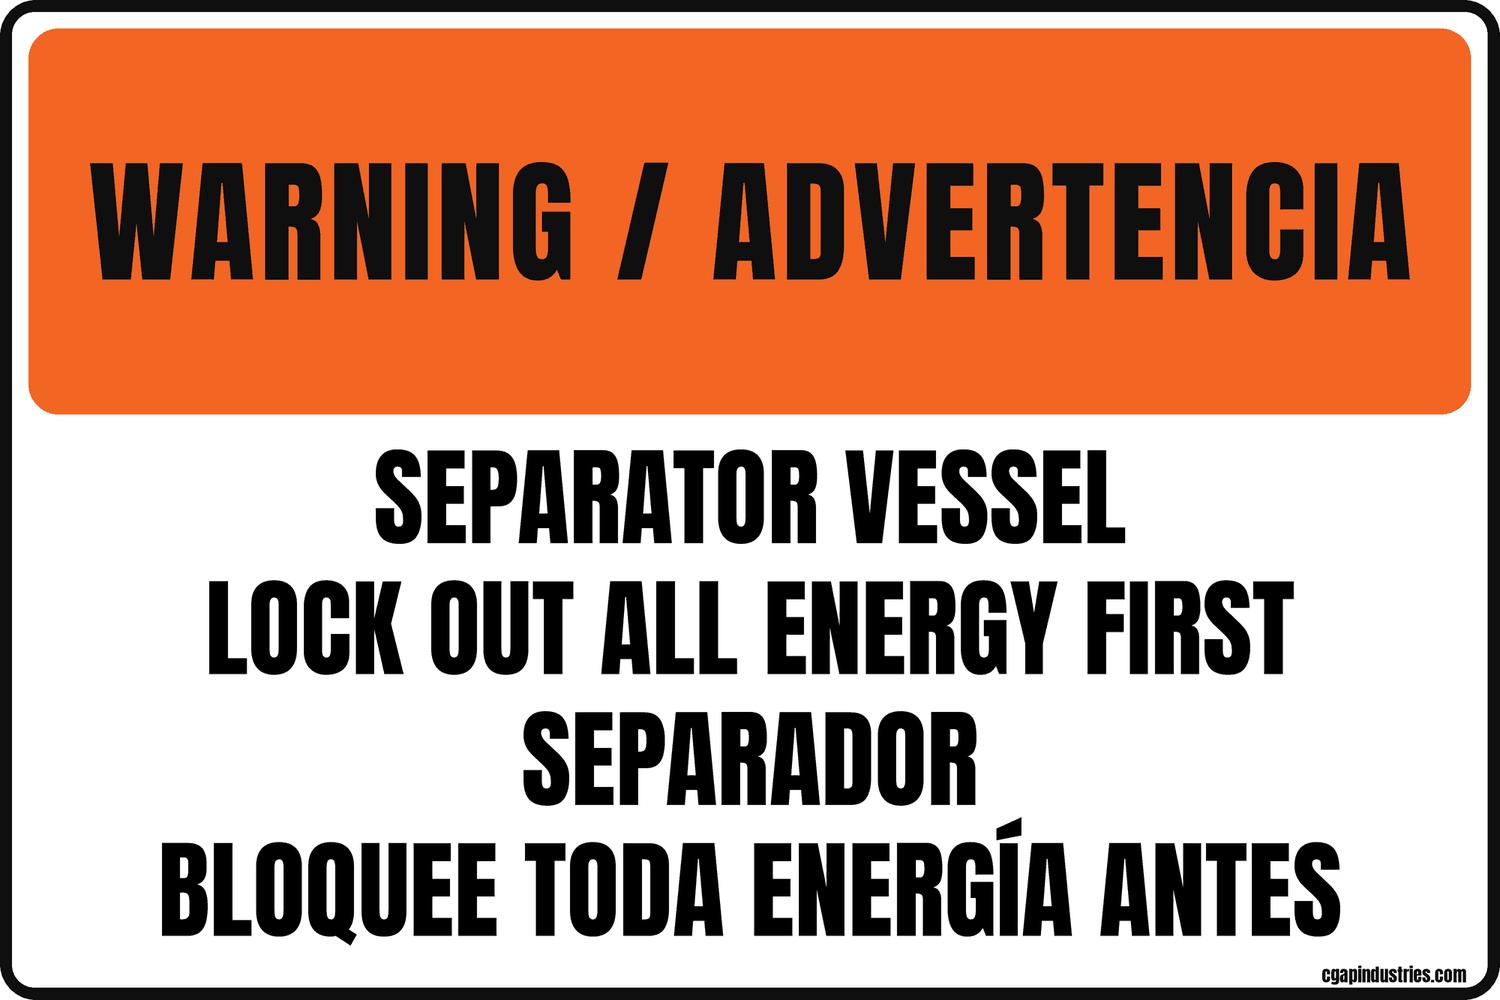 WARNING / ADVERTENCIA
SEPARATOR VESSEL
LOCK OUT ALL ENERGY FIRST
SEPARADOR
BLOQUEE TODA ENERGÍA ANTES
cgapindustries.com